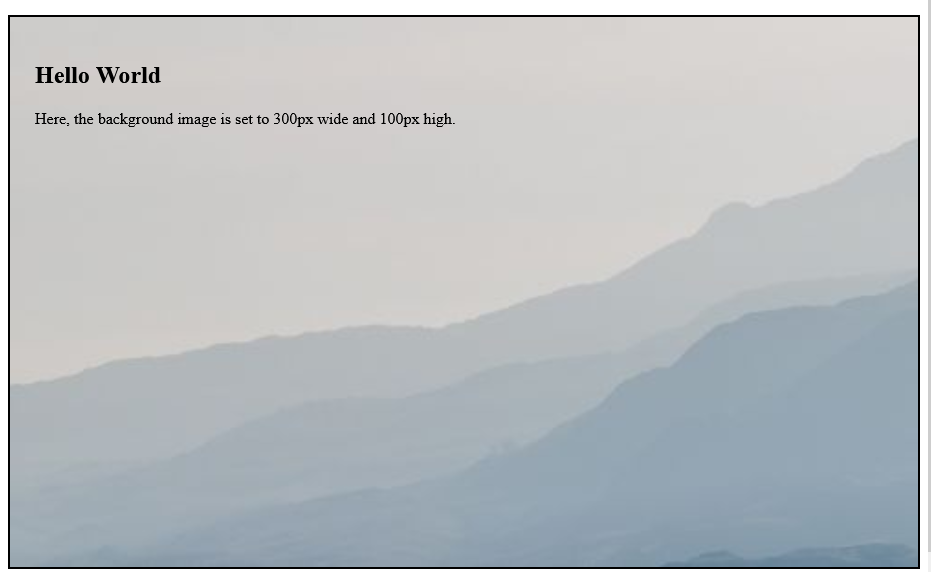 Hello World
Here, the background image is set to 300px wide and 100px high.